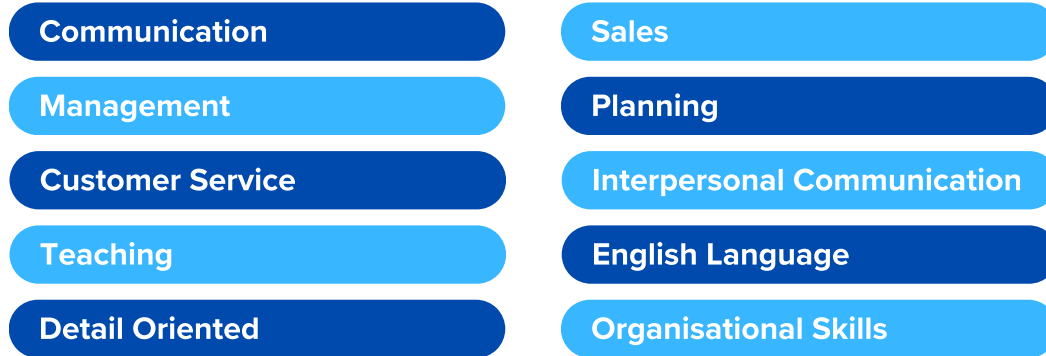 Communication
Management
Customer Service
Teaching
Detail Oriented
Sales
Planning
Interpersonal Communication
English Language
Organisational Skills